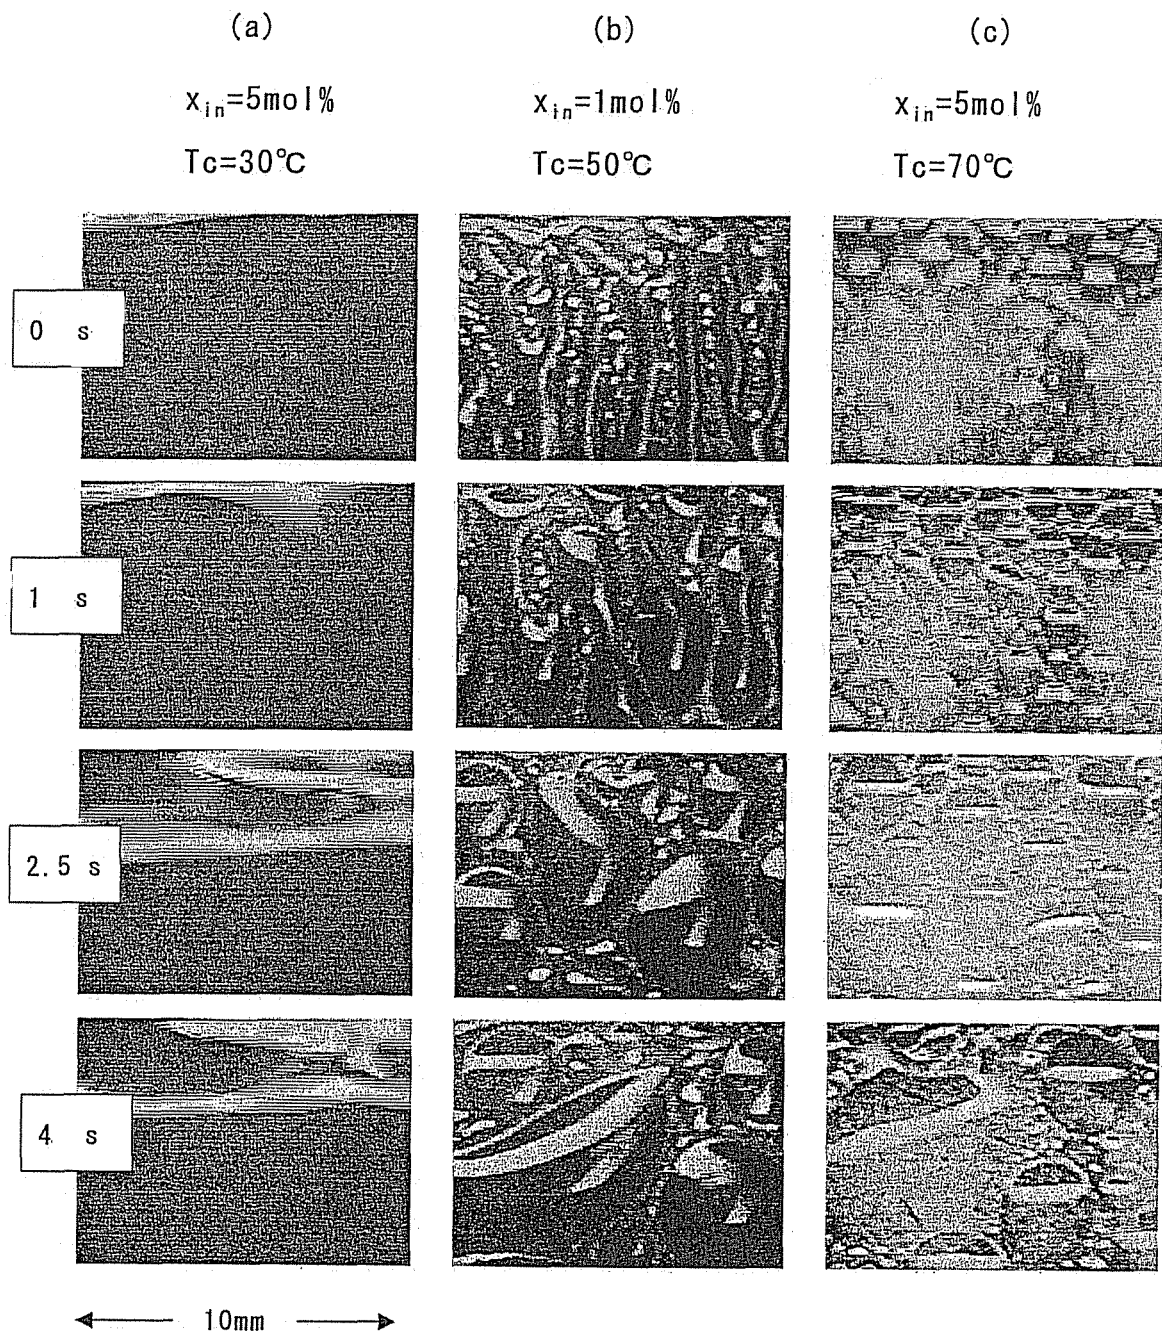 (a) (b) (c)
x_in=5mol% x_in=1mol% x_in=5mol%
Tc=30℃ Tc=50℃ Tc=70℃
0 s
1 s
2.5 s
4 s
10mm